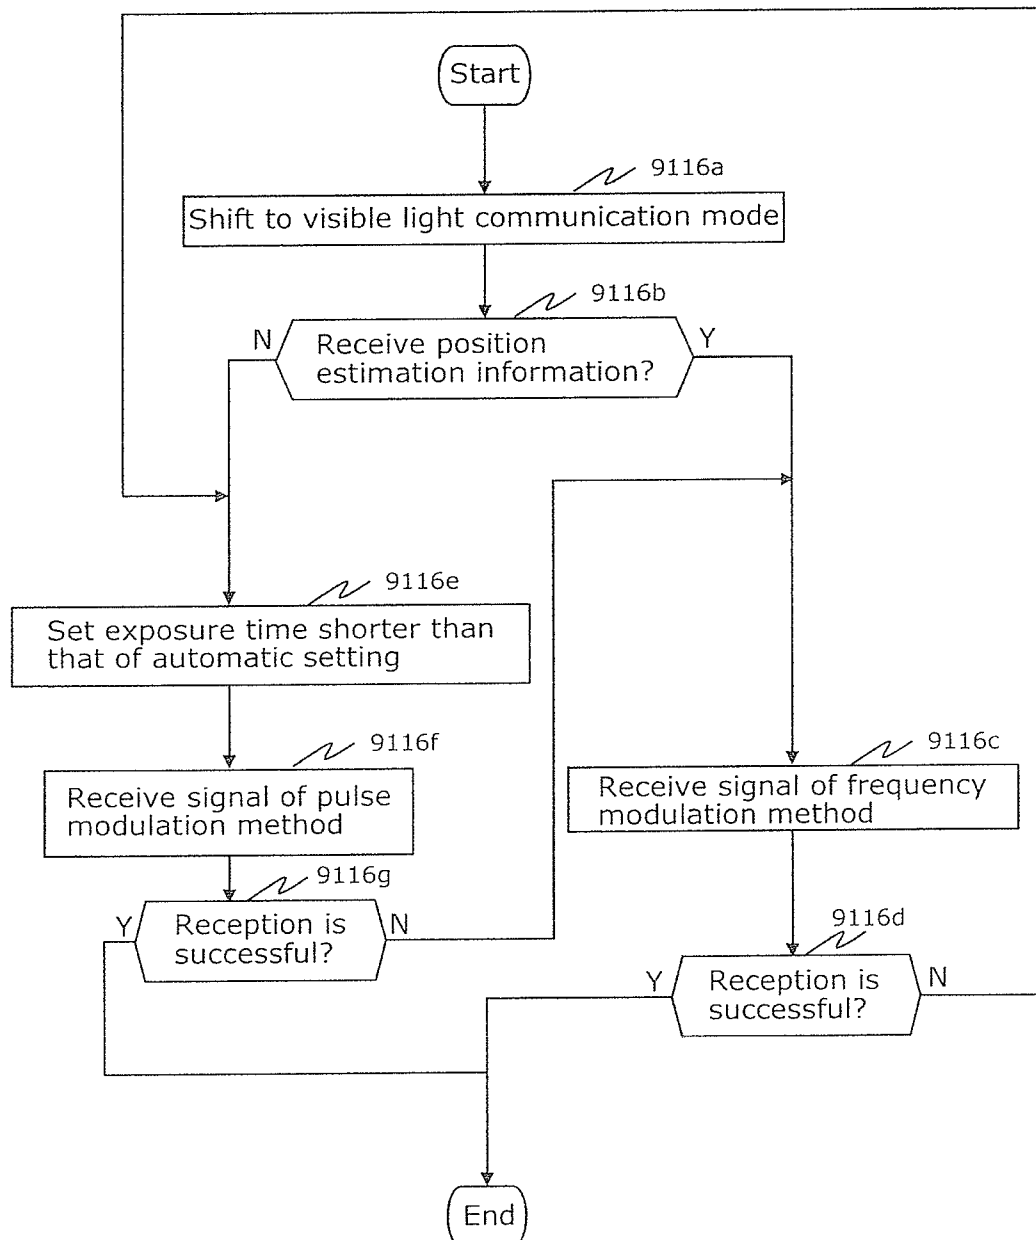 Start
9116a
Shift to visible light communication mode
9116b
N
Y
Receive position
estimation information?
9116e
Set exposure time shorter than
that of automatic setting
9116f
Receive signal of pulse
modulation method
9116c
Receive signal of frequency
modulation method
9116g
Y
N
Reception is
successful?
9116d
Y
N
Reception is
successful?
End